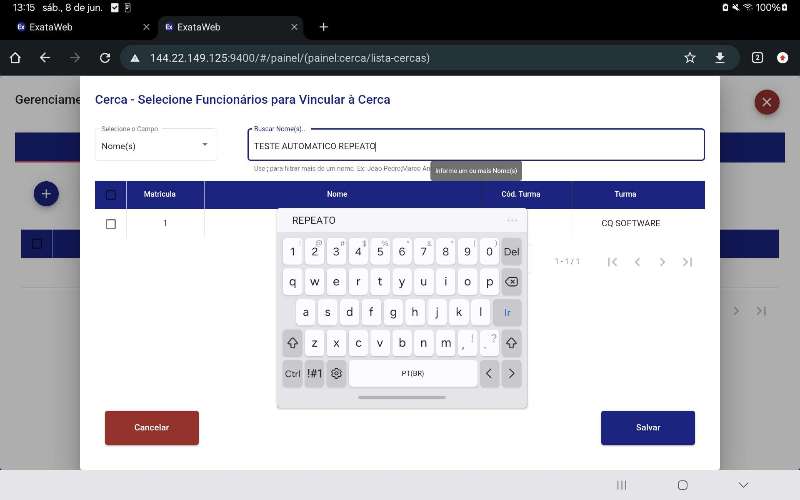 13:15 sáb., 8 de jun. 100%
ExataWeb × ExataWeb × +
144.22.149.125:9400/#/painel/(painel:cerca/lista-cercas) 2
Gerenciame
Cerca - Selecione Funcionários para Vincular à Cerca
Selecione o Campo Buscar Nome(s)..
Nome(s) TESTE AUTOMATICO REPEATO
Use ; para filtrar mais de um nome. Ex: João Pedro;Marco An
Informe um ou mais Nome(s)
Matrícula Nome Cód. Turma Turma
1 CQ SOFTWARE
REPEATO ...
1 2 3 4 5 6 7 8 9 0 Del
1 - 1 / 1
q w e r t y u i o p
a s d f g h j k l Ir
z x c v b n m , ! . ?
Ctrl !#1 PT(BR) < >
Cancelar Salvar